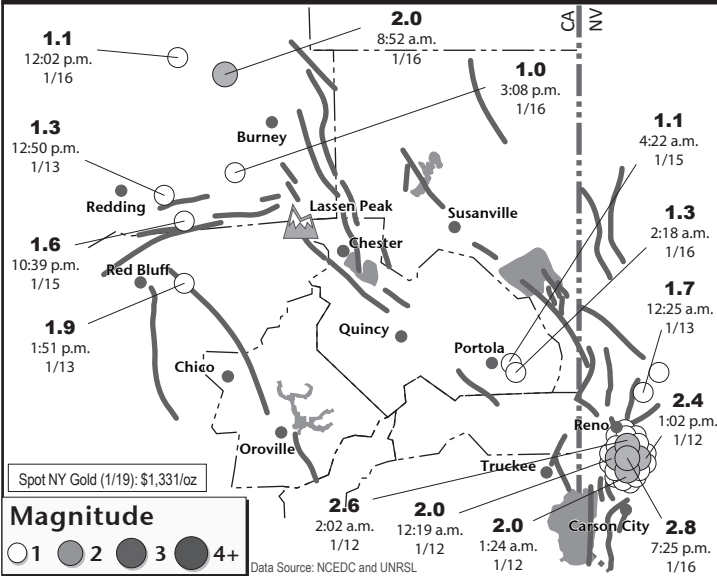 1.1
12:02 p.m.
1/16
2.0
8:52 a.m.
1/16
CA NV
1.0
3:08 p.m.
1/16
Burney
1.1
4:22 a.m.
1/15
1.3
12:50 p.m.
1/13
Redding
Lassen Peak
Susanville
1.3
2:18 a.m.
1/16
1.6
10:39 p.m.
1/15
Chester
Red Bluff
1.7
12:25 a.m.
1/13
1.9
1:51 p.m.
1/13
Quincy
Portola
Chico
2.4
1:02 p.m.
1/12
Reno
Oroville
Truckee
Spot NY Gold (1/19): $1,331/oz
2.6
2:02 a.m.
1/12
2.0
12:19 a.m.
1/12
2.0
1:24 a.m.
1/12
Carson City
2.8
7:25 p.m.
1/16
Magnitude
1 2 3 4+
Data Source: NCEDC and UNRSL